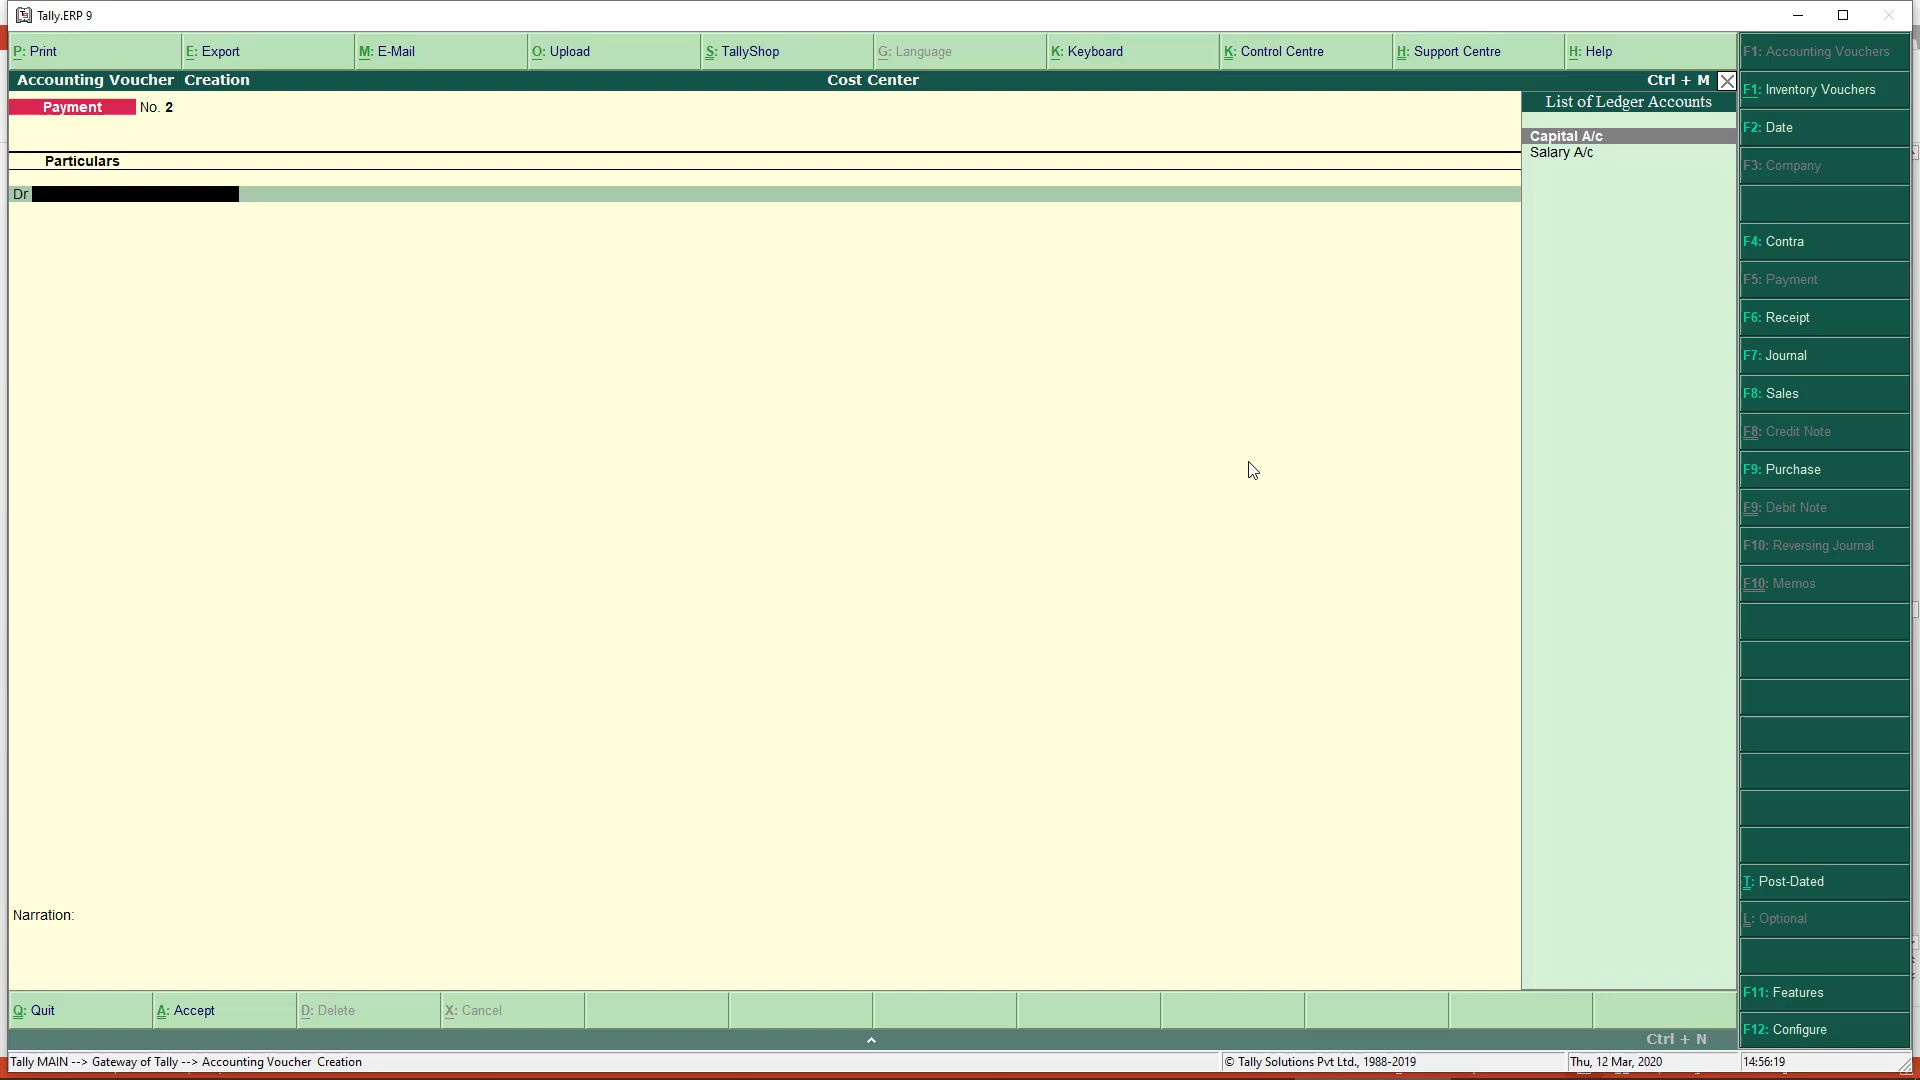 Tally.ERP 9
P: Print
E: Export
M: E-Mail
O: Upload
S: TallyShop
G: Language
K: Keyboard
K: Control Centre
H: Support Centre
H: Help
Accounting Voucher Creation
Cost Center
Ctrl + M
Payment No. 2
Particulars
Dr
List of Ledger Accounts
Capital A/c
Salary A/c
F1: Accounting Vouchers
F1: Inventory Vouchers
F2: Date
F3: Company
F4: Contra
F5: Payment
F6: Receipt
F7: Journal
F8: Sales
F8: Credit Note
F9: Purchase
F9: Debit Note
F10: Reversing Journal
F10: Memos
T: Post-Dated
L: Optional
F11: Features
F12: Configure
Narration:
Q: Quit
A: Accept
D: Delete
X: Cancel
Ctrl + N
Tally MAIN --> Gateway of Tally --> Accounting Voucher Creation
© Tally Solutions Pvt Ltd., 1988-2019
Thu, 12 Mar, 2020
14:56:19